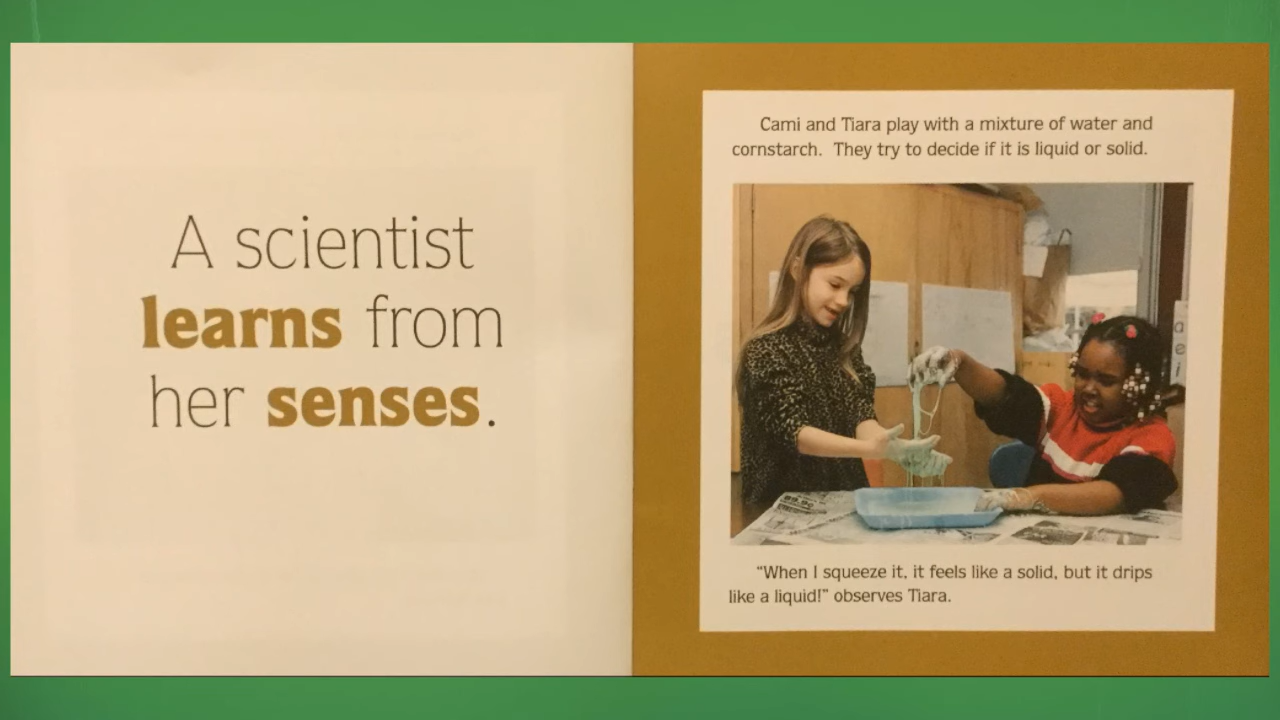 A scientist
learns from
her senses.
Cami and Tiara play with a mixture of water and
cornstarch. They try to decide if it is liquid or solid.
"When I squeeze it, it feels like a solid, but it drips
like a liquid!" observes Tiara.